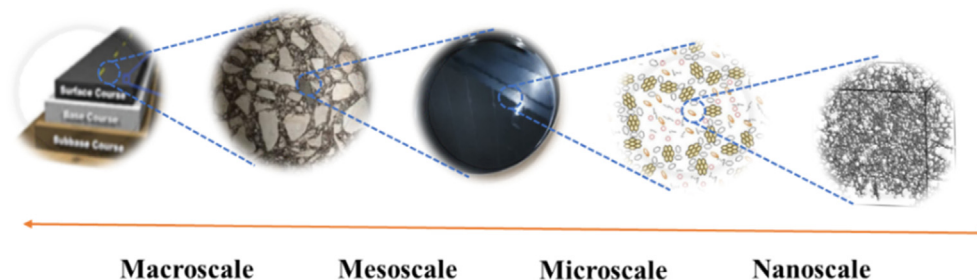 Surface Course
Base Course
Subbase Course
Macroscale
Mesoscale
Microscale
Nanoscale